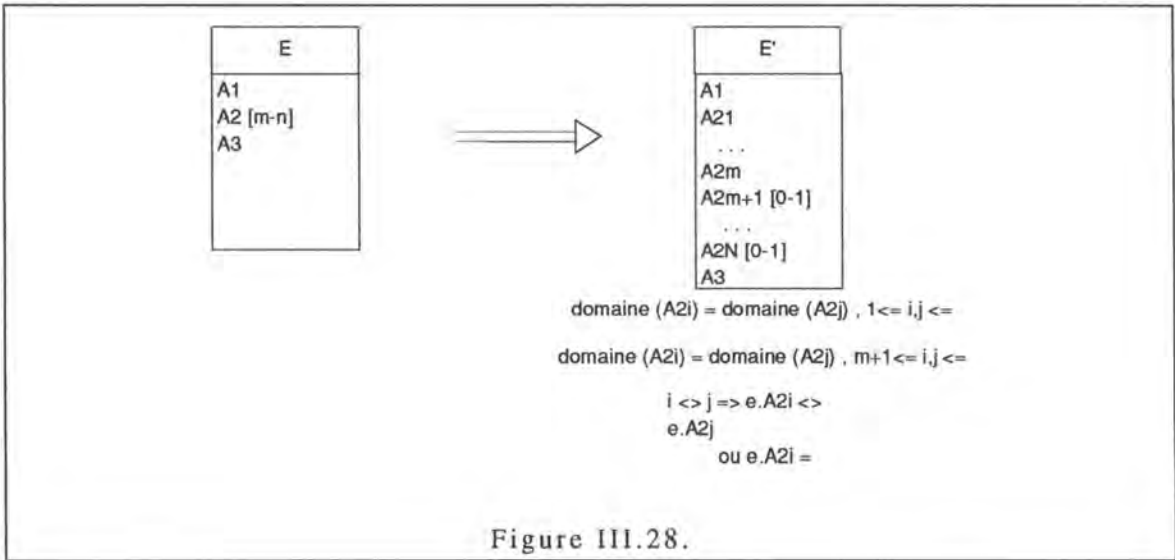 E
A1
A2 [m-n]
A3
E'
A1
A21
. . .
A2m
A2m+1 [0-1]
. . .
A2N [0-1]
A3
domaine (A2i) = domaine (A2j) , 1<= i,j <=
domaine (A2i) = domaine (A2j) , m+1<= i,j <=
i <> j => e.A2i <>
e.A2j
ou e.A2i =
Figure III.28.